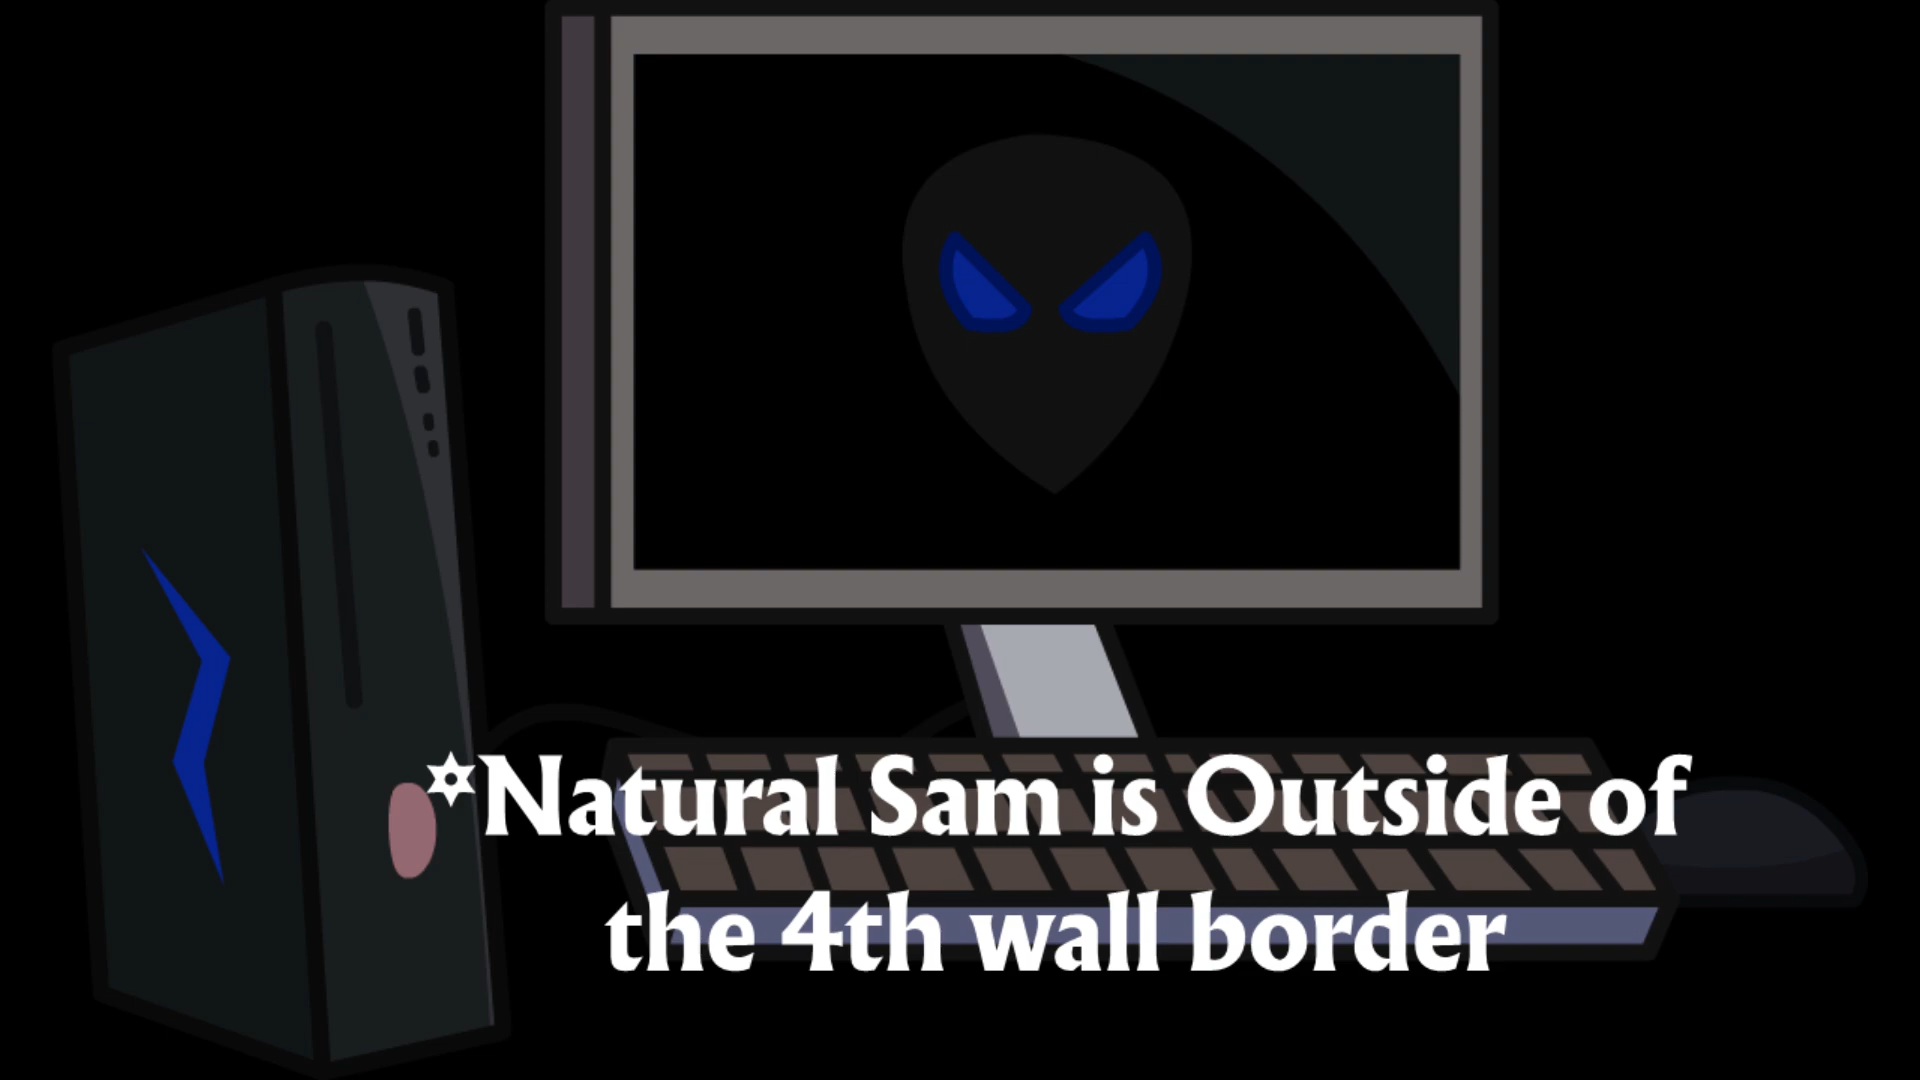 *Natural Sam is Outside of
the 4th wall border